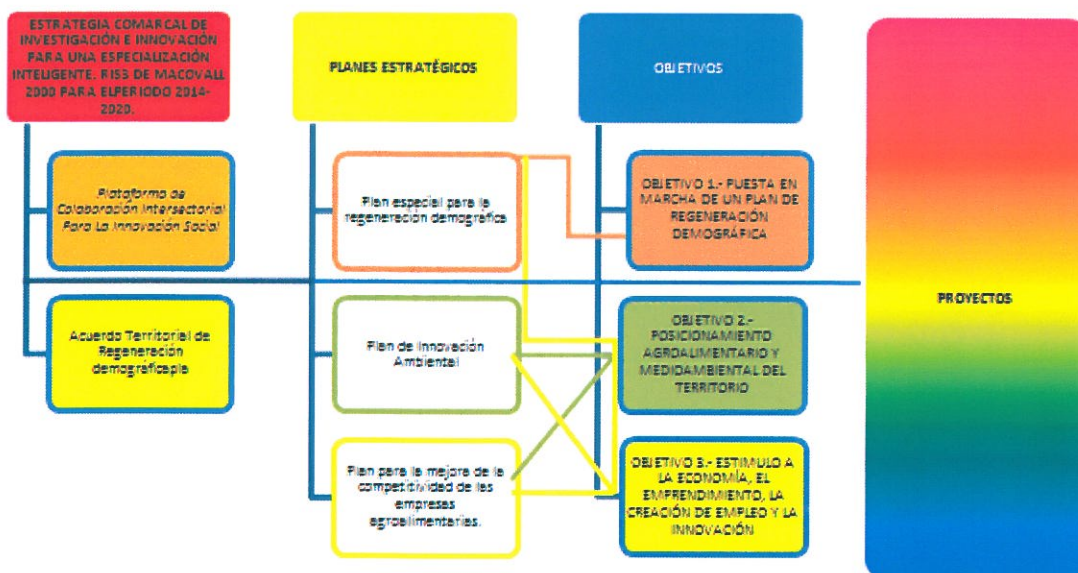 ESTRATEGIA COMARCAL DE
INVESTIGACIÓN E INNOVACIÓN
PARA UNA ESPECIALIZACIÓN
INTELIGENTE: RIS3 DE MACOVALL
2000 PARA ELPERIODO 2014-
2020.
Plataforma de
Colaboración Intersectorial
Para La Innovación Social
Acuerdo Territorial de
Regeneración
demográficapla
PLANES ESTRATÉGICOS
Plan especial para la
regeneración demográfica
Plan de Innovación
Ambiental
Plan para la mejora de la
competitividad de las
empresas
agroalimentarias.
OBJETIVOS
OBJETIVO 1.- PUESTA EN
MARCHA DE UN PLAN DE
REGENERACIÓN
DEMOGRÁFICA
OBJETIVO 2.-
POSICIONAMIENTO
AGROALIMENTARIO Y
MEDIOAMBIENTAL DEL
TERRITORIO
OBJETIVO 3.- ESTIMULO A
LA ECONOMÍA, EL
EMPRENDIMIENTO, LA
CREACIÓN DE EMPLEO Y LA
INNOVACIÓN
PROYECTOS